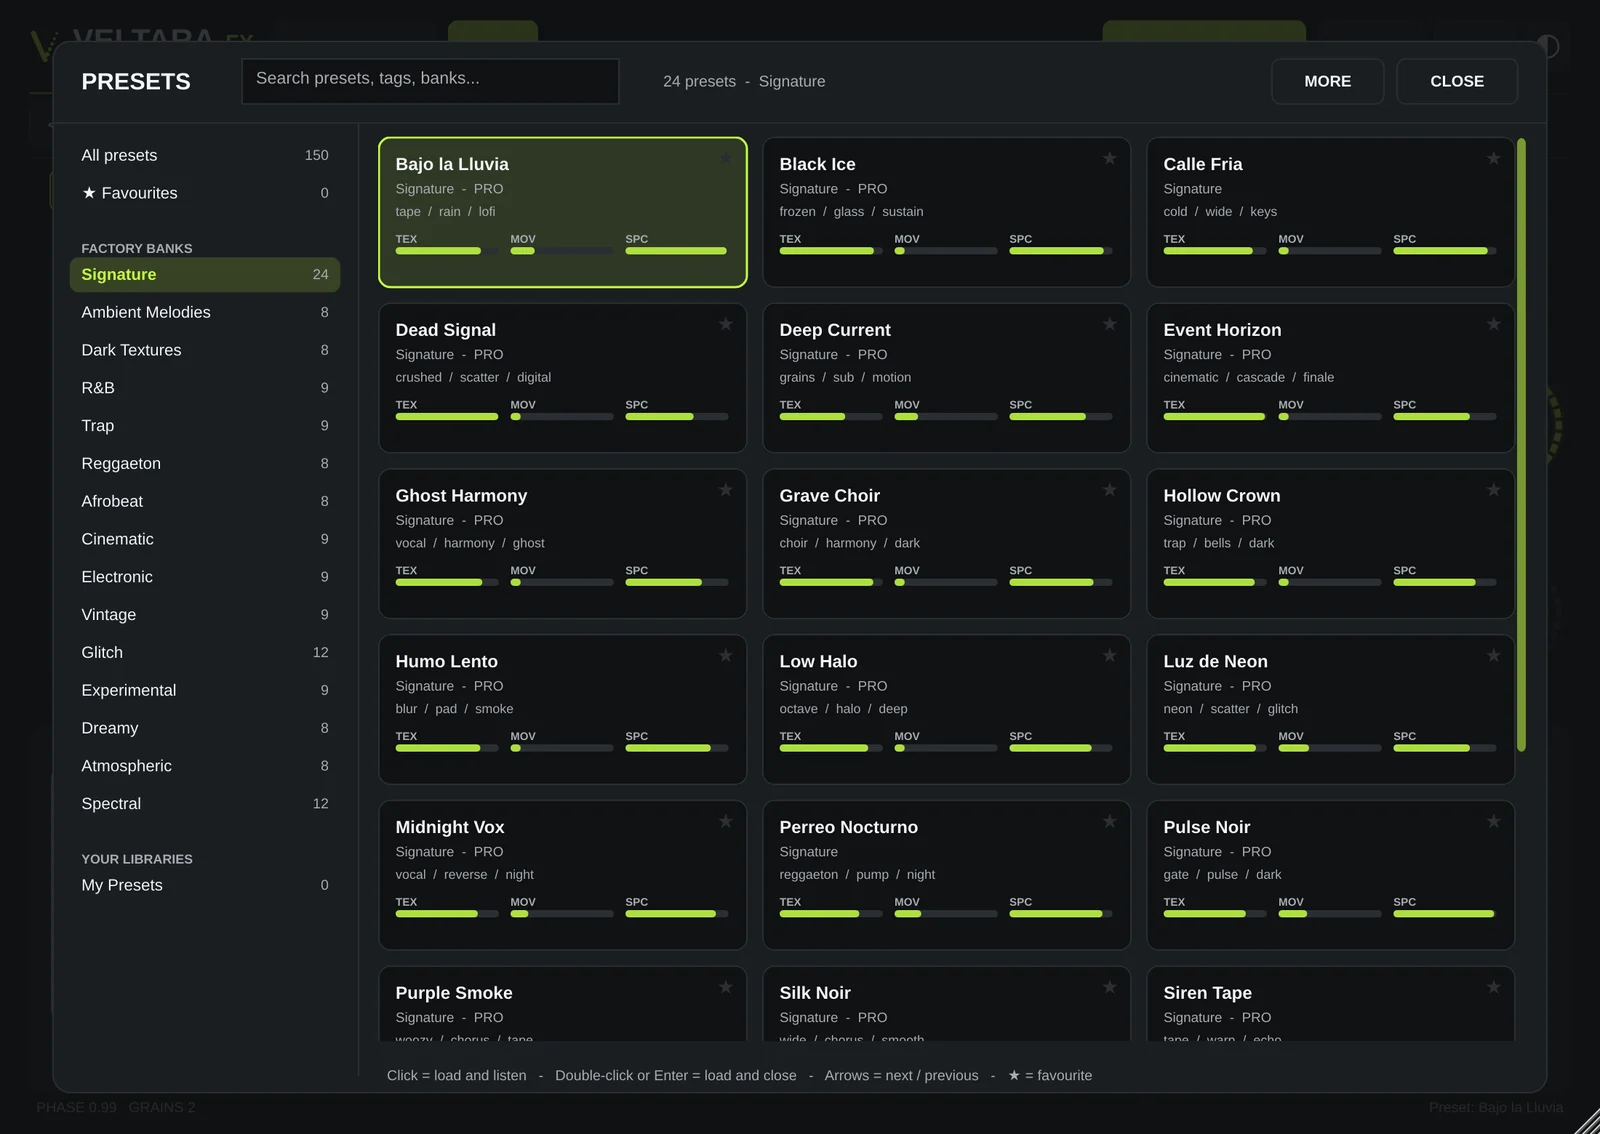 VELTARA FX
PRESETS
Search presets, tags, banks...
24 presets - Signature
MORE
CLOSE
All presets 150
★ Favourites 0
FACTORY BANKS
Signature 24
Ambient Melodies 8
Dark Textures 8
R&B 9
Trap 9
Reggaeton 8
Afrobeat 8
Cinematic 9
Electronic 9
Vintage 9
Glitch 12
Experimental 9
Dreamy 8
Atmospheric 8
Spectral 12
YOUR LIBRARIES
My Presets 0
Bajo la Lluvia
Signature - PRO
tape / rain / lofi
TEX MOV SPC
Black Ice
Signature - PRO
frozen / glass / sustain
TEX MOV SPC
Calle Fria
Signature
cold / wide / keys
TEX MOV SPC
Dead Signal
Signature - PRO
crushed / scatter / digital
TEX MOV SPC
Deep Current
Signature - PRO
grains / sub / motion
TEX MOV SPC
Event Horizon
Signature - PRO
cinematic / cascade / finale
TEX MOV SPC
Ghost Harmony
Signature - PRO
vocal / harmony / ghost
TEX MOV SPC
Grave Choir
Signature - PRO
choir / harmony / dark
TEX MOV SPC
Hollow Crown
Signature - PRO
trap / bells / dark
TEX MOV SPC
Humo Lento
Signature - PRO
blur / pad / smoke
TEX MOV SPC
Low Halo
Signature - PRO
octave / halo / deep
TEX MOV SPC
Luz de Neon
Signature - PRO
neon / scatter / glitch
TEX MOV SPC
Midnight Vox
Signature - PRO
vocal / reverse / night
TEX MOV SPC
Perreo Nocturno
Signature
reggaeton / pump / night
TEX MOV SPC
Pulse Noir
Signature - PRO
gate / pulse / dark
TEX MOV SPC
Purple Smoke
Signature - PRO
woozy / chorus / tape
Silk Noir
Signature - PRO
wide / chorus / smooth
Siren Tape
Signature - PRO
tape / warp / echo
Click = load and listen - Double-click or Enter = load and close - Arrows = next / previous - ★ = favourite
PHASE 0.99 GRAINS 2
Preset: Bajo la Lluvia